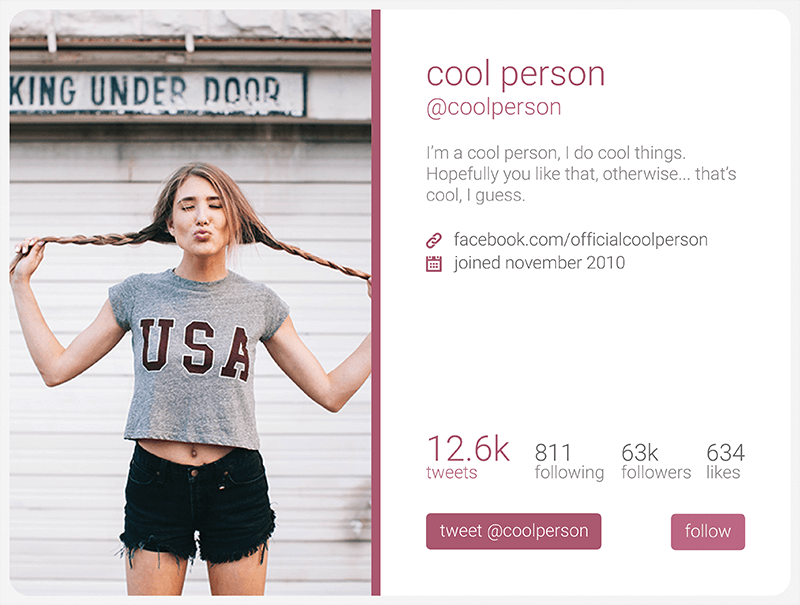 KING UNDER DOOR
USA
cool person
@coolperson
I'm a cool person, I do cool things.
Hopefully you like that, otherwise... that's
cool, I guess.
facebook.com/officialcoolperson
joined november 2010
12.6k 811 63k 634
tweets following followers likes
tweet @coolperson follow